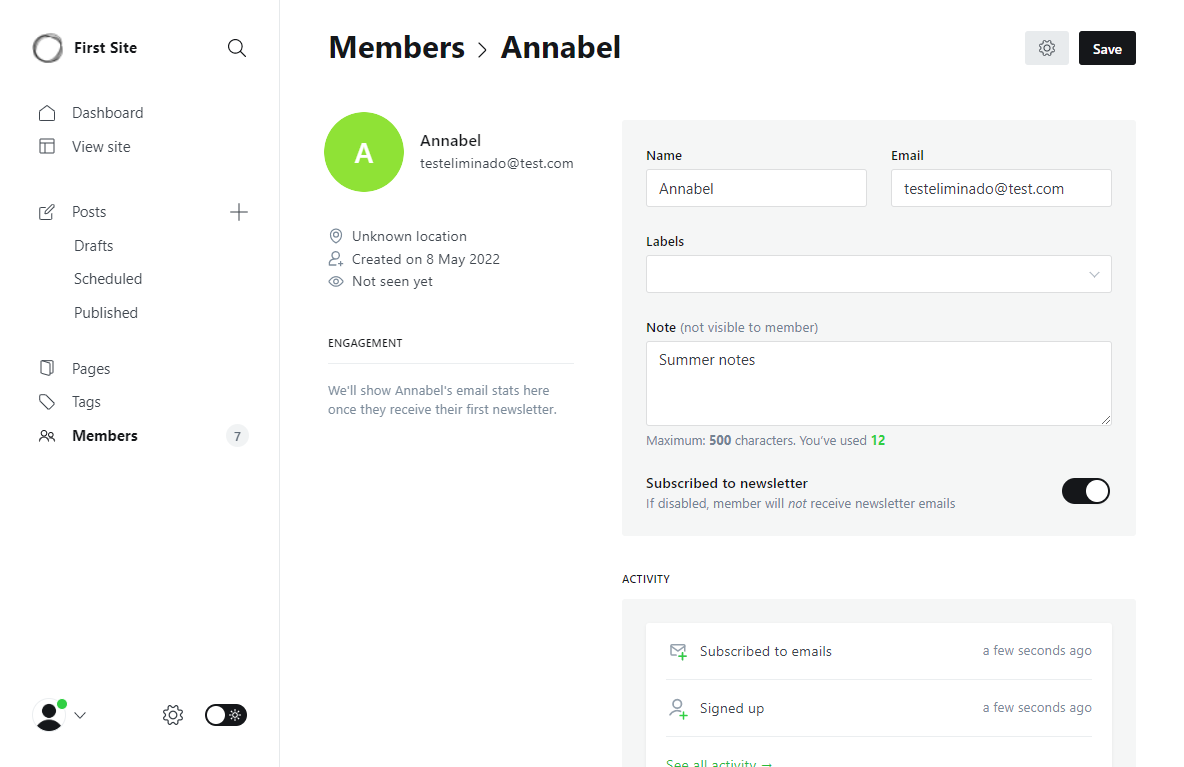 First Site
Dashboard
View site
Posts
Drafts
Scheduled
Published
Pages
Tags
Members
7
Members > Annabel
Save
A
Annabel
testeliminado@test.com
Unknown location
Created on 8 May 2022
Not seen yet
ENGAGEMENT
We'll show Annabel's email stats here
once they receive their first newsletter.
Name
Annabel
Email
testeliminado@test.com
Labels
Note (not visible to member)
Summer notes
Maximum: 500 characters. You've used 12
Subscribed to newsletter
If disabled, member will not receive newsletter emails
ACTIVITY
Subscribed to emails
a few seconds ago
Signed up
a few seconds ago
See all activity →